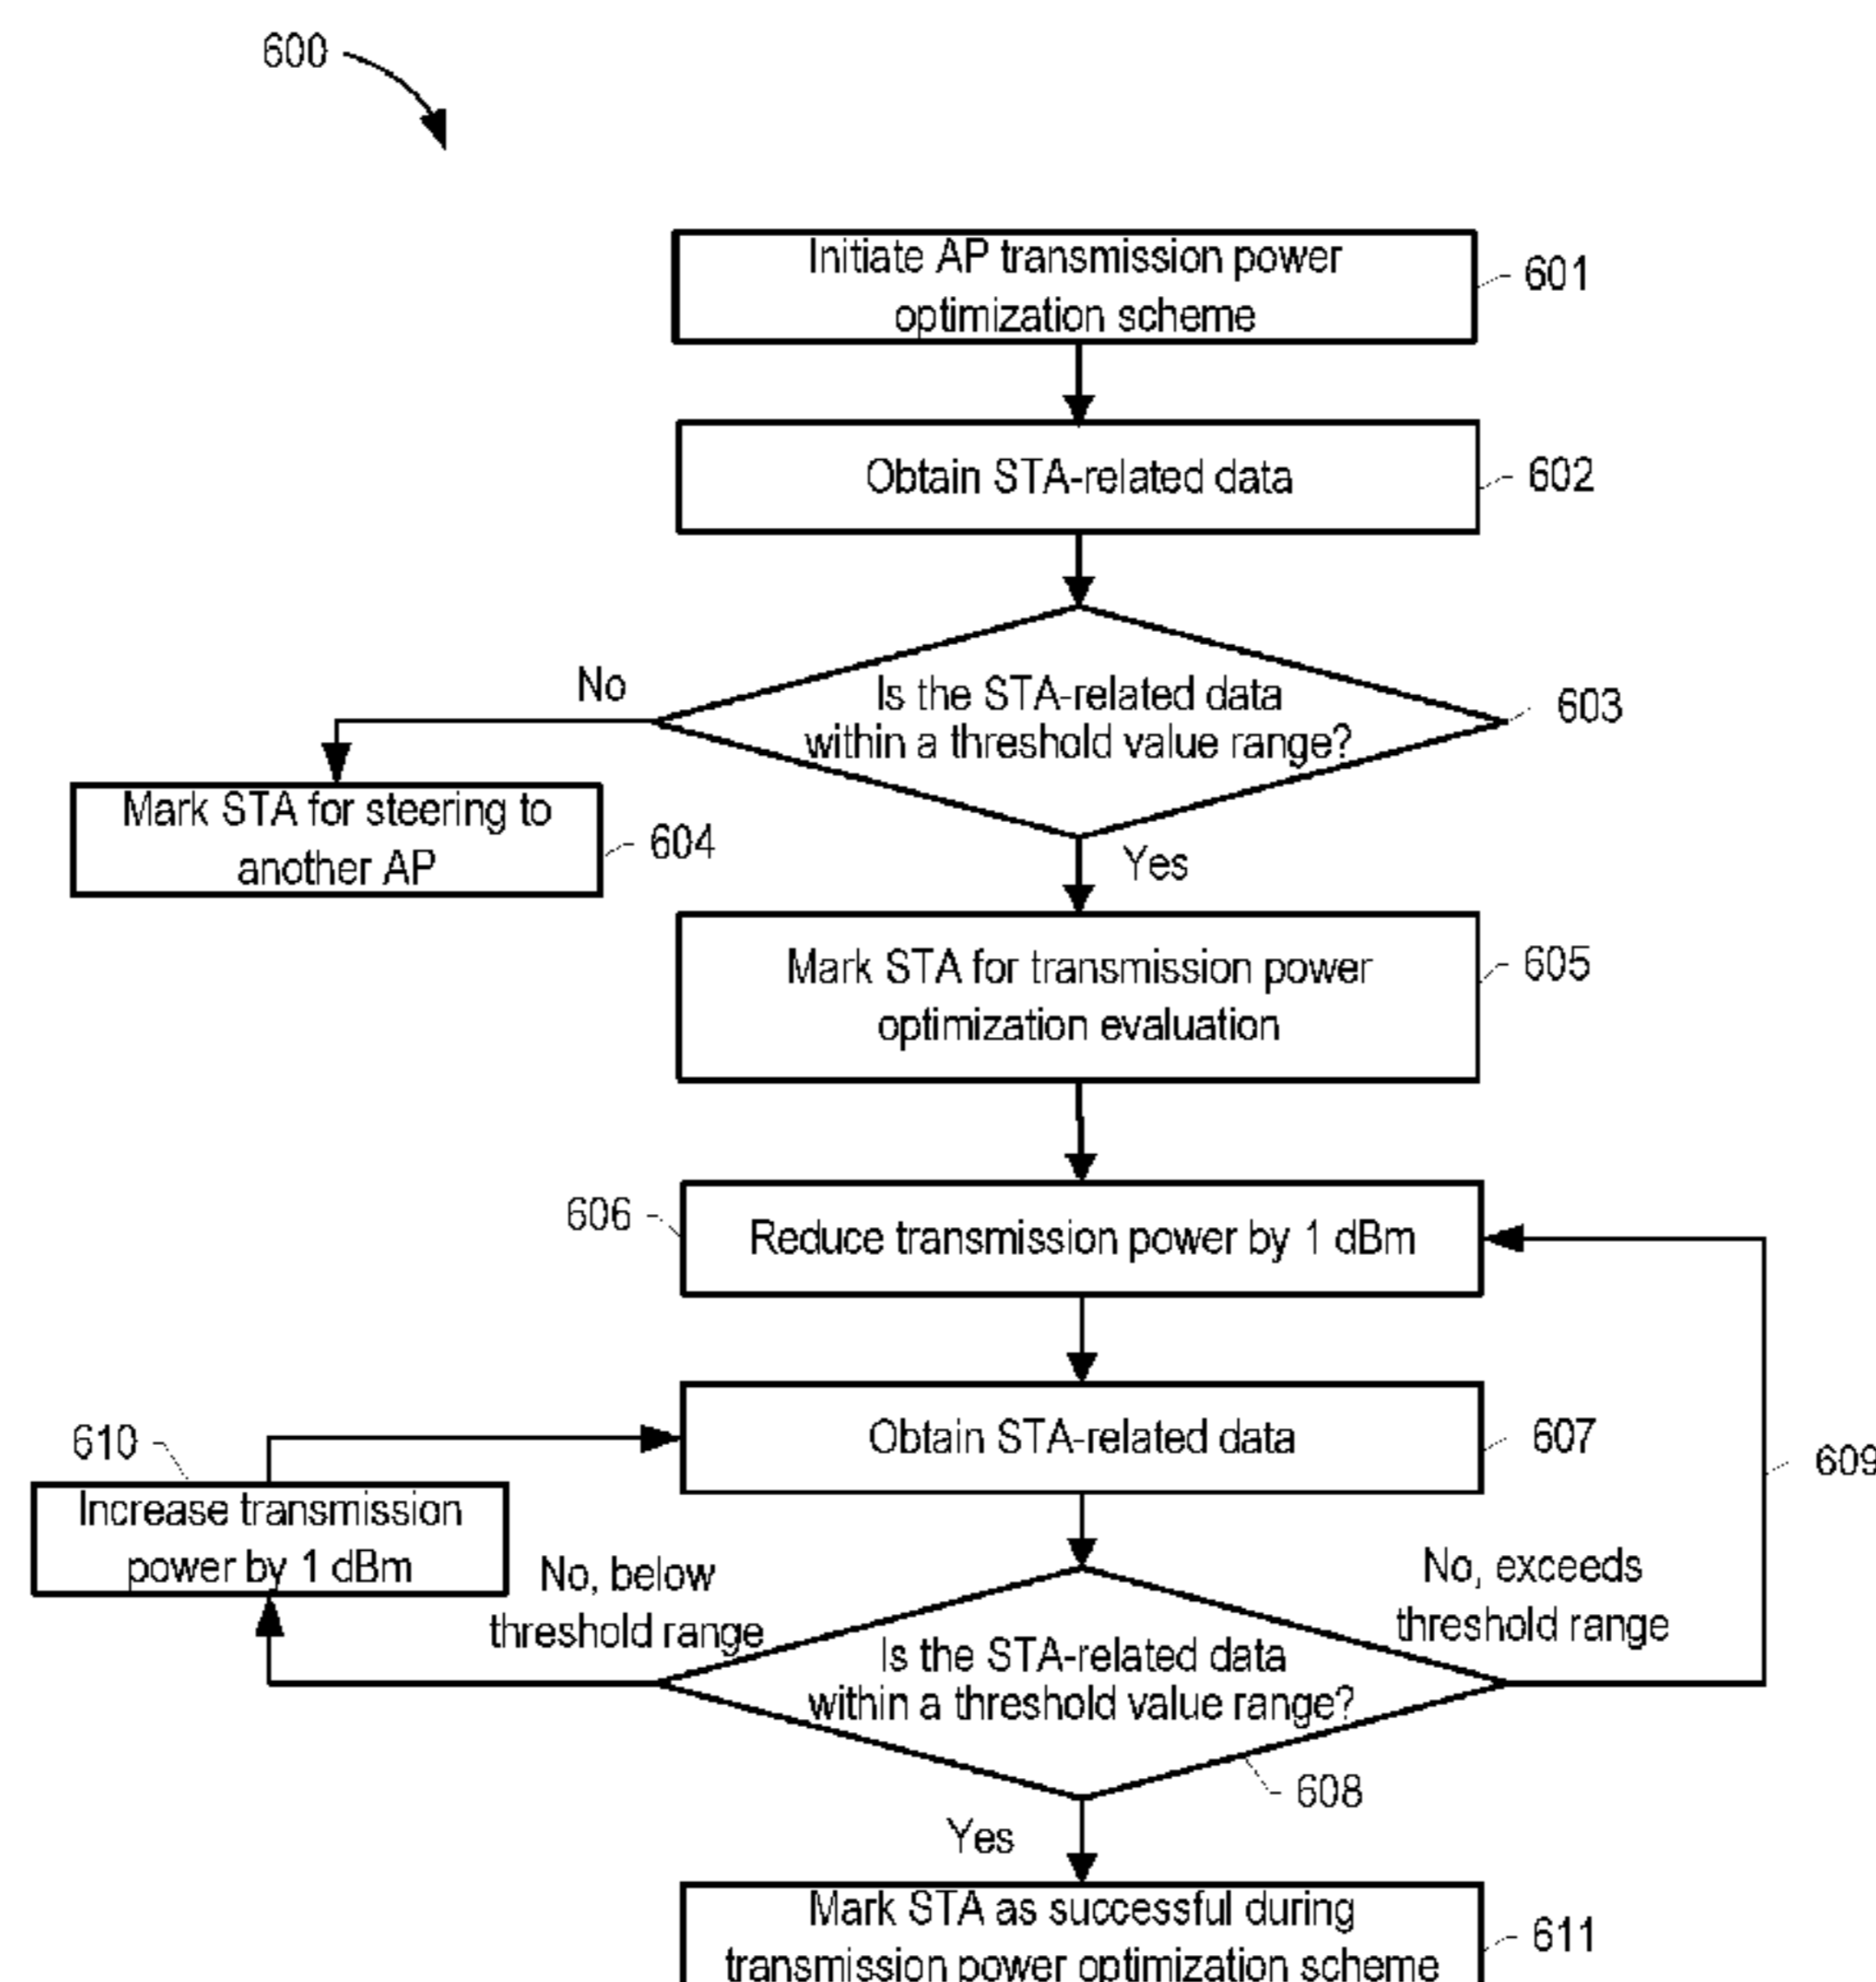 600
Initiate AP transmission power
optimization scheme
601
Obtain STA-related data
602
No
Is the STA-related data
within a threshold value range?
603
Mark STA for steering to
another AP
604
Yes
Mark STA for transmission power
optimization evaluation
605
606
Reduce transmission power by 1 dBm
610
Obtain STA-related data
607
609
Increase transmission
power by 1 dBm
No, below
threshold range
No, exceeds
threshold range
Is the STA-related data
within a threshold value range?
608
Yes
Mark STA as successful during
transmission power optimization scheme
611